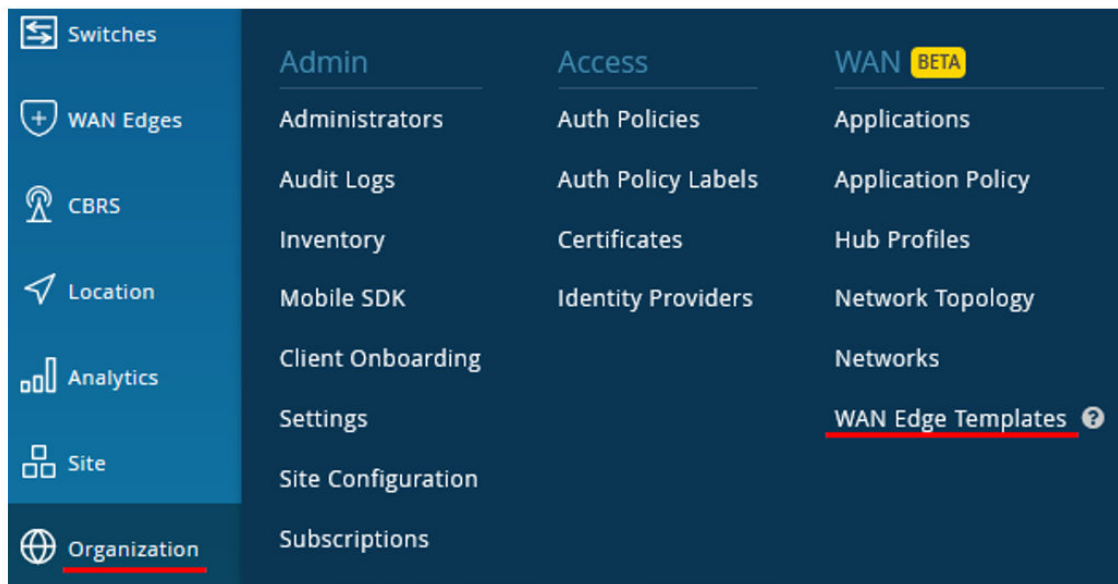 Switches
WAN Edges
CBRS
Location
Analytics
Site
Organization
Admin
Administrators
Audit Logs
Inventory
Mobile SDK
Client Onboarding
Settings
Site Configuration
Subscriptions
Access
Auth Policies
Auth Policy Labels
Certificates
Identity Providers
WAN BETA
Applications
Application Policy
Hub Profiles
Network Topology
Networks
WAN Edge Templates ?